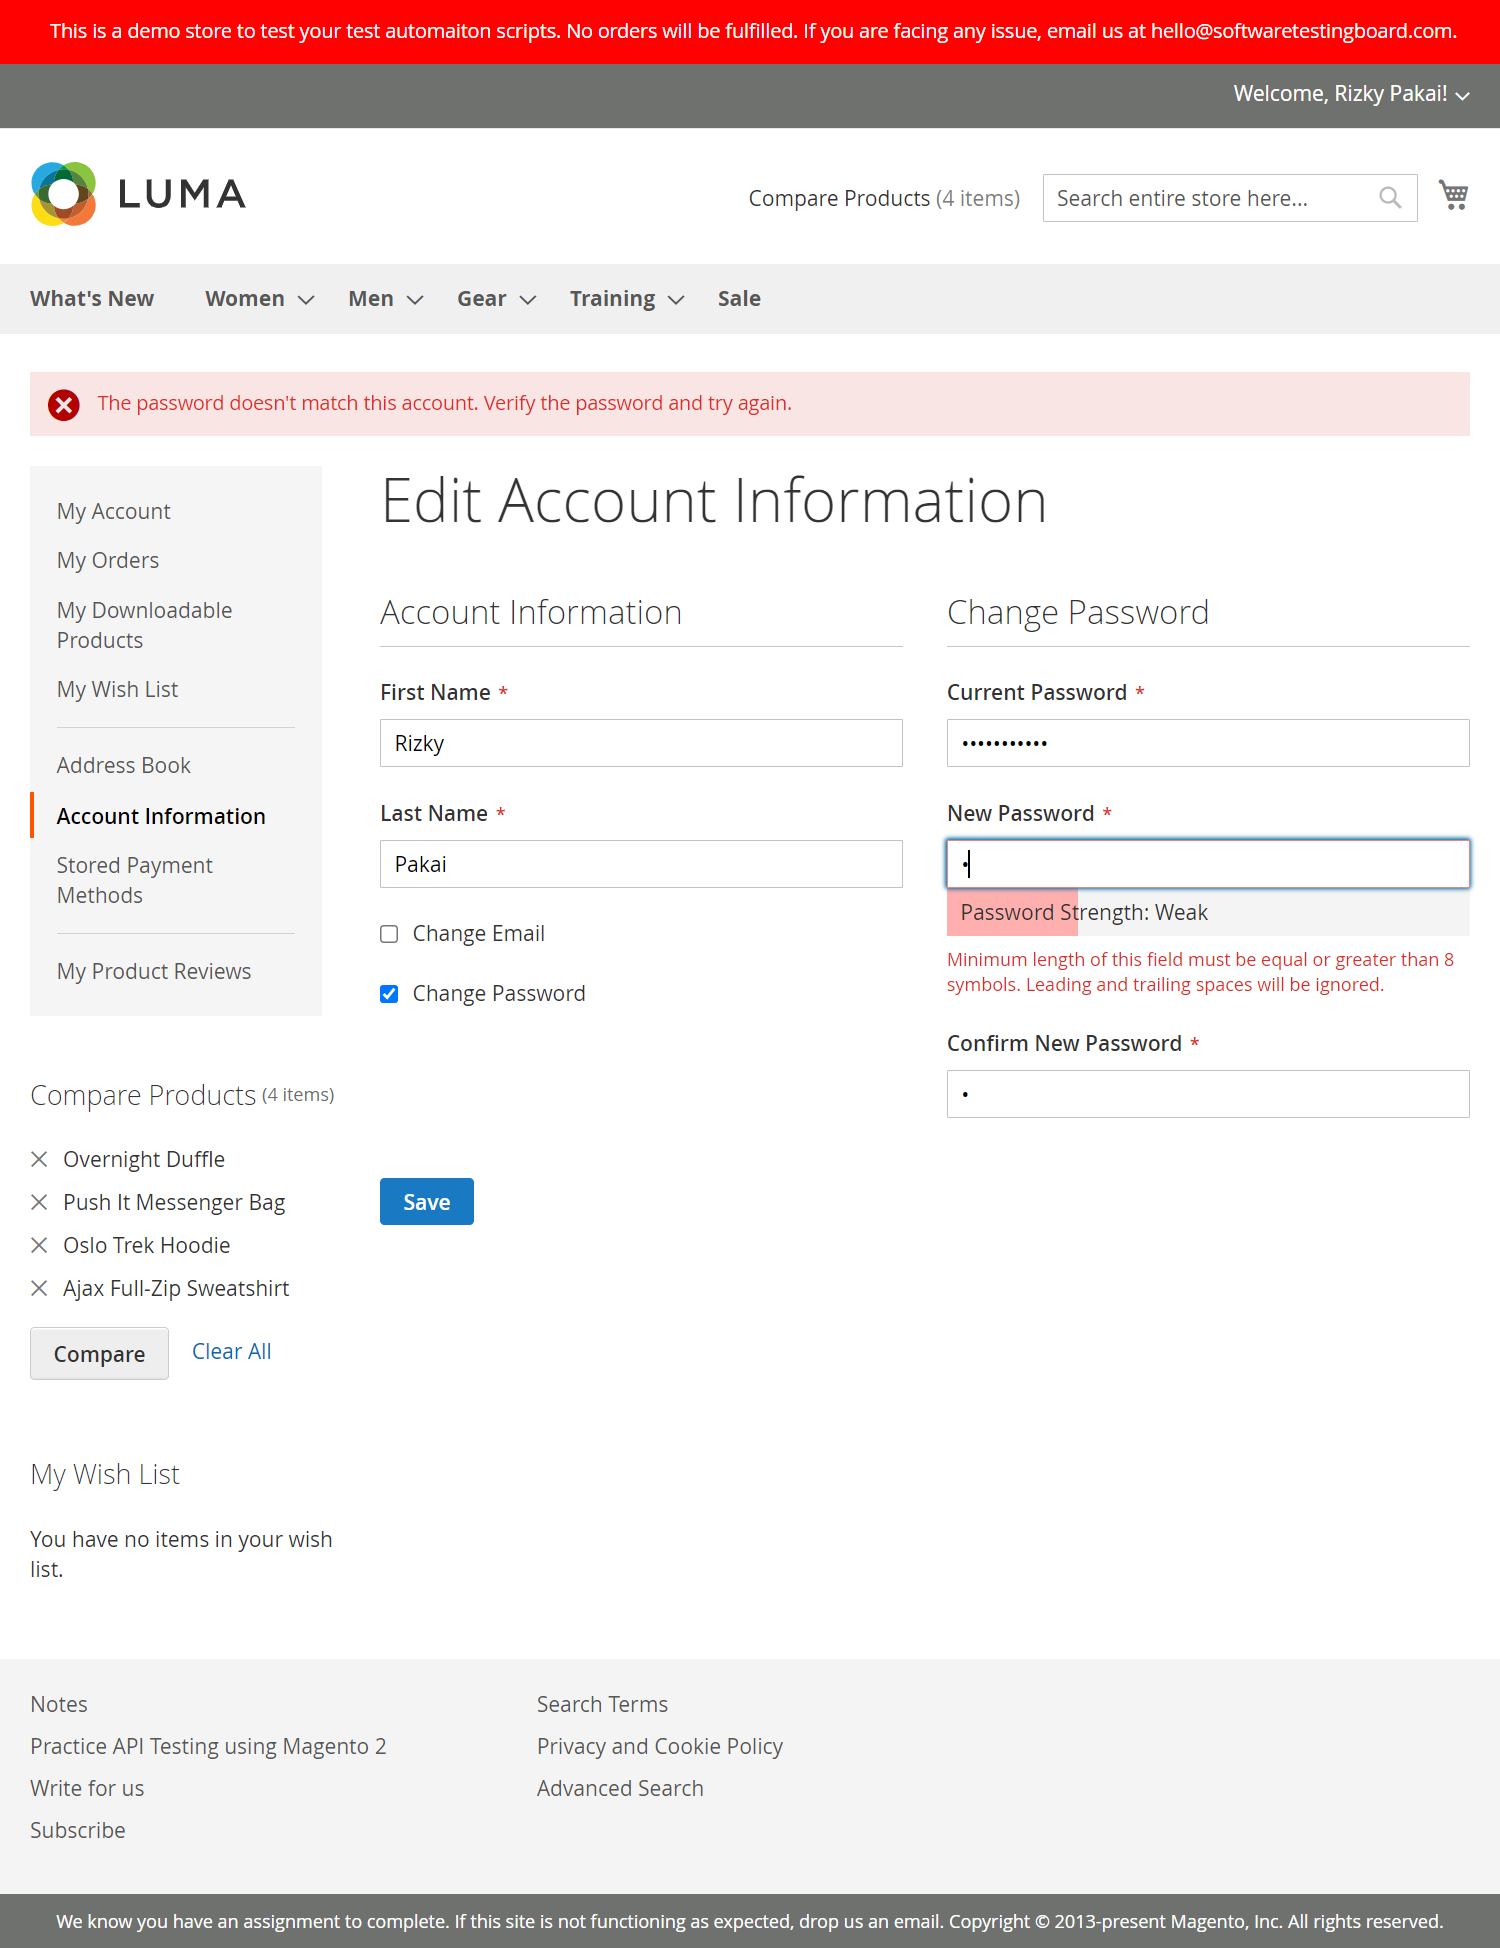 This is a demo store to test your test automaiton scripts. No orders will be fulfilled. If you are facing any issue, email us at hello@softwaretestingboard.com.
Welcome, Rizky Pakai!
LUMA
Compare Products (4 items)
Search entire store here...
What's New
Women
Men
Gear
Training
Sale
The password doesn't match this account. Verify the password and try again.
My Account
My Orders
My Downloadable
Products
My Wish List
Address Book
Account Information
Stored Payment
Methods
My Product Reviews
Compare Products (4 items)
Overnight Duffle
Push It Messenger Bag
Oslo Trek Hoodie
Ajax Full-Zip Sweatshirt
Compare
Clear All
My Wish List
You have no items in your wish
list.
Edit Account Information
Account Information
First Name *
Rizky
Last Name *
Pakai
Change Email
Change Password
Change Password
Current Password *
•••••••••••
New Password *
•
Password Strength: Weak
Minimum length of this field must be equal or greater than 8
symbols. Leading and trailing spaces will be ignored.
Confirm New Password *
•
Save
Notes
Practice API Testing using Magento 2
Write for us
Subscribe
Search Terms
Privacy and Cookie Policy
Advanced Search
We know you have an assignment to complete. If this site is not functioning as expected, drop us an email. Copyright © 2013-present Magento, Inc. All rights reserved.